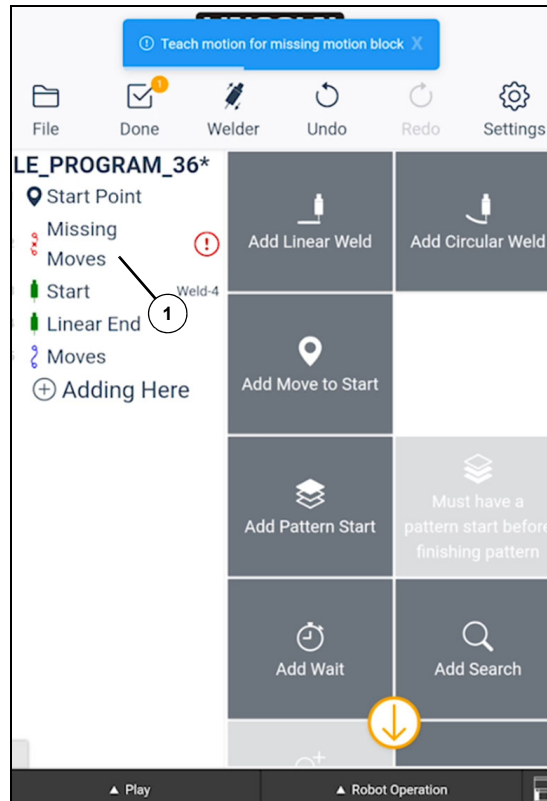 Teach motion for missing motion block X
1
File
Done
Welder
Undo
Redo
Settings
LE_PROGRAM_36*
Start Point
Missing
Moves
!
Start
Weld-4
Linear End
Moves
Adding Here
1
Add Linear Weld
Add Circular Weld
Add Move to Start
Add Pattern Start
Must have a
pattern start before
finishing pattern
Add Wait
Add Search
▲ Play
▲ Robot Operation